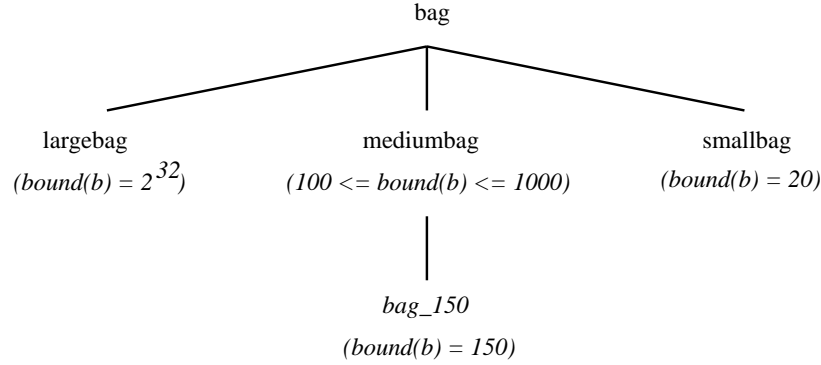 bag
largebag mediumbag smallbag
(bound(b) = 2^32) (100 <= bound(b) <= 1000) (bound(b) = 20)
bag_150
(bound(b) = 150)